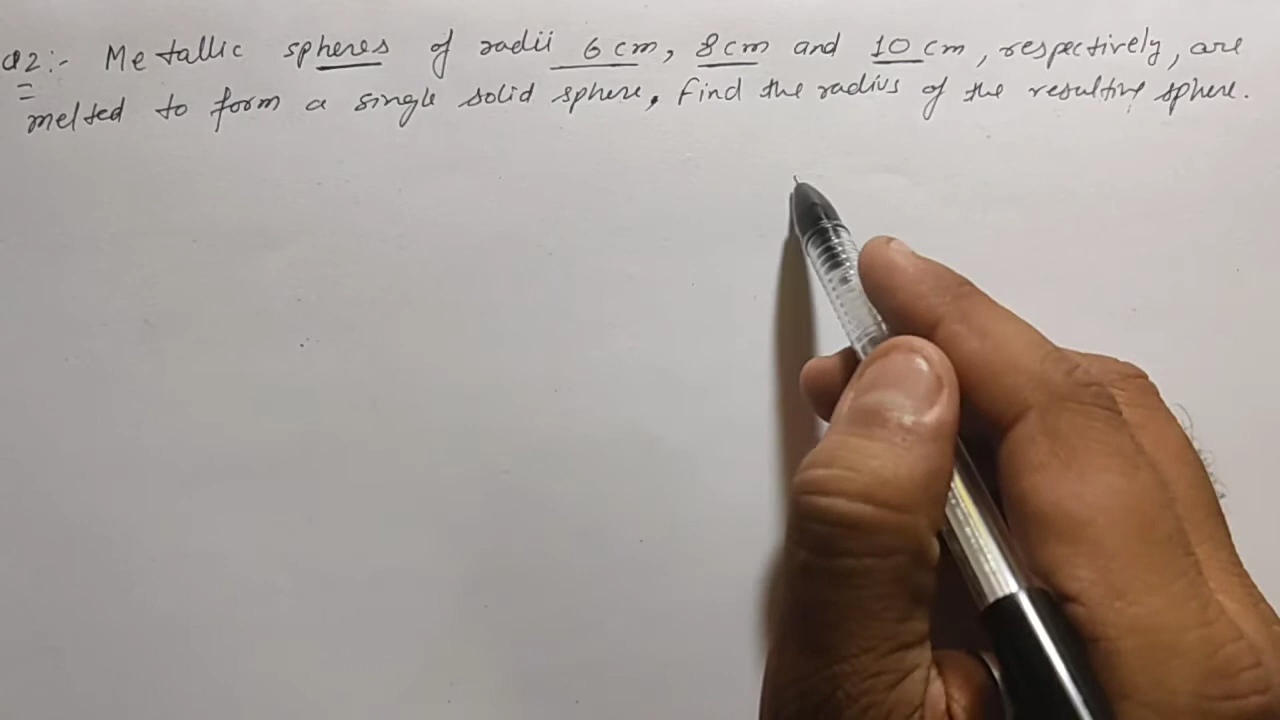 Q2:- Metallic spheres of radii 6 cm, 8 cm and 10 cm, respectively, are
melted to form a single solid sphere. Find the radius of the resulting sphere.